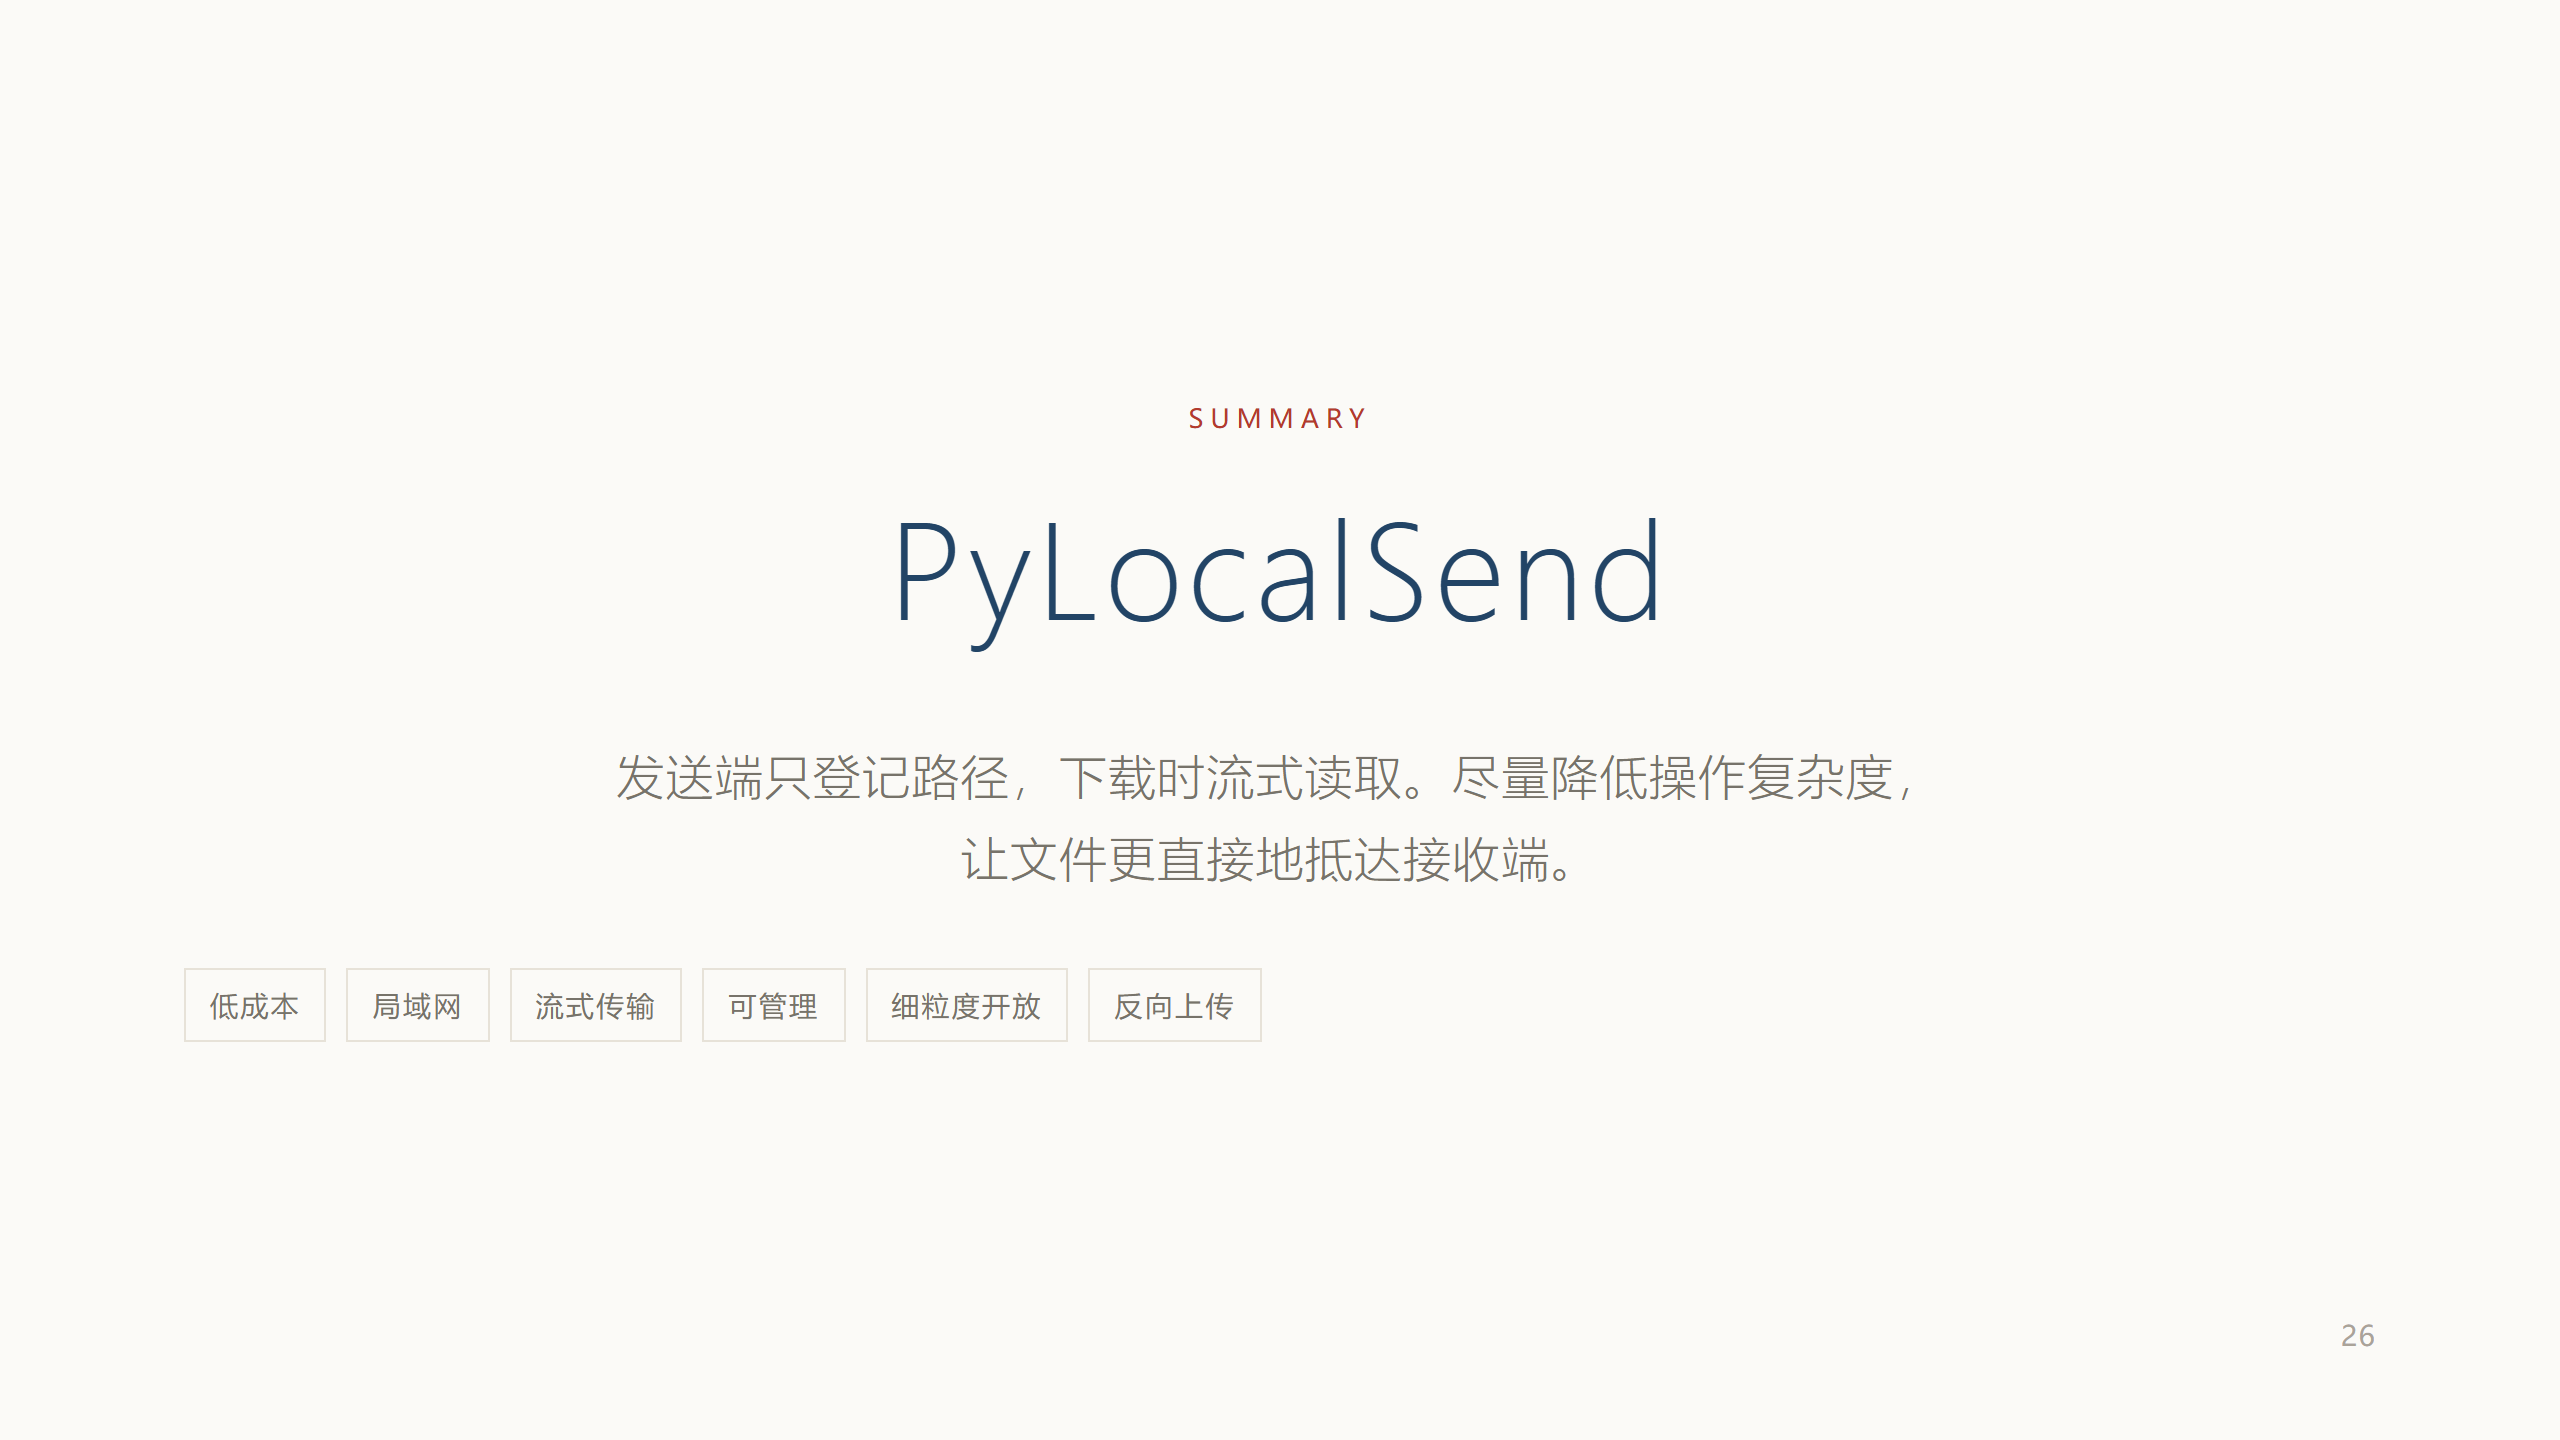 SUMMARY
PyLocalSend
发送端只登记路径，下载时流式读取。尽量降低操作复杂度，
让文件更直接地抵达接收端。
低成本 局域网 流式传输 可管理 细粒度开放 反向上传
26